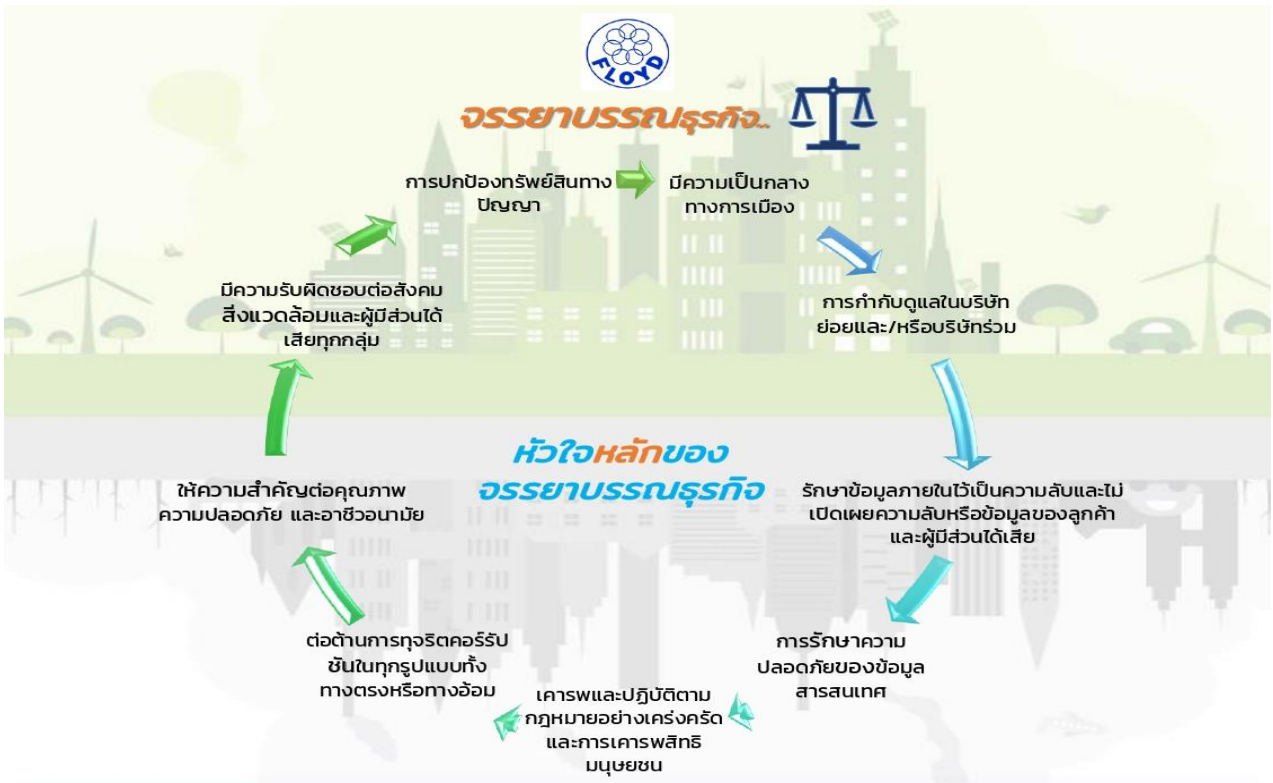 FLOYD
จรรยาบรรณธุรกิจ..
การปกป้องทรัพย์สินทาง
ปัญญา
มีความเป็นกลาง
ทางการเมือง
การกำกับดูแลในบริษัท
ย่อยและ/หรือบริษัทร่วม
รักษาข้อมูลภายในไว้เป็นความลับและไม่
เปิดเผยความลับหรือข้อมูลของลูกค้า
และผู้มีส่วนได้เสีย
การรักษาความ
ปลอดภัยของข้อมูล
สารสนเทศ
เคารพและปฏิบัติตาม
กฎหมายอย่างเคร่งครัด
และการเคารพสิทธิ
มนุษยชน
ต่อต้านการทุจริตคอร์รัป
ชันในทุกรูปแบบทั้ง
ทางตรงหรือทางอ้อม
ให้ความสำคัญต่อคุณภาพ
ความปลอดภัย และอาชีวอนามัย
มีความรับผิดชอบต่อสังคม
สิ่งแวดล้อมและผู้มีส่วนได้
เสียทุกกลุ่ม
หัวใจหลักของ
จรรยาบรรณธุรกิจ